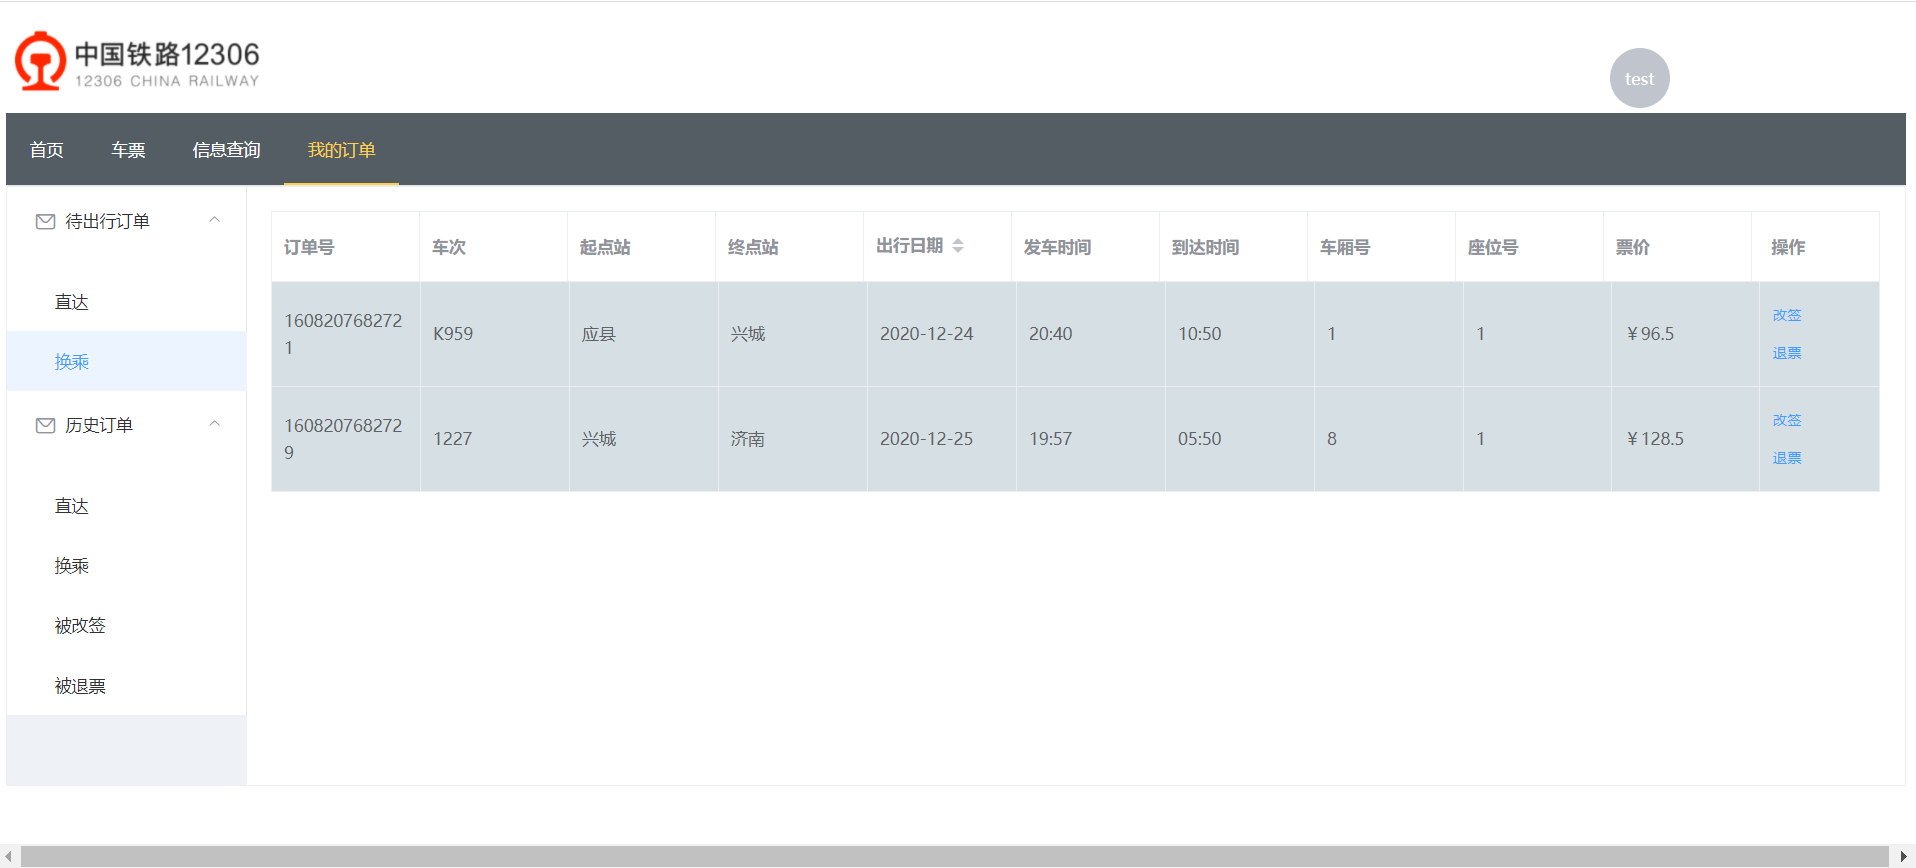 中国铁路12306
12306 CHINA RAILWAY
test
首页 车票 信息查询 我的订单
待出行订单
直达
换乘
历史订单
直达
换乘
被改签
被退票
订单号 车次 起点站 终点站 出行日期 发车时间 到达时间 车厢号 座位号 票价 操作
160820768272
1
K959 应县 兴城 2020-12-24 20:40 10:50 1 1 ¥96.5
改签
退票
160820768272
9
1227 兴城 济南 2020-12-25 19:57 05:50 8 1 ¥128.5
改签
退票